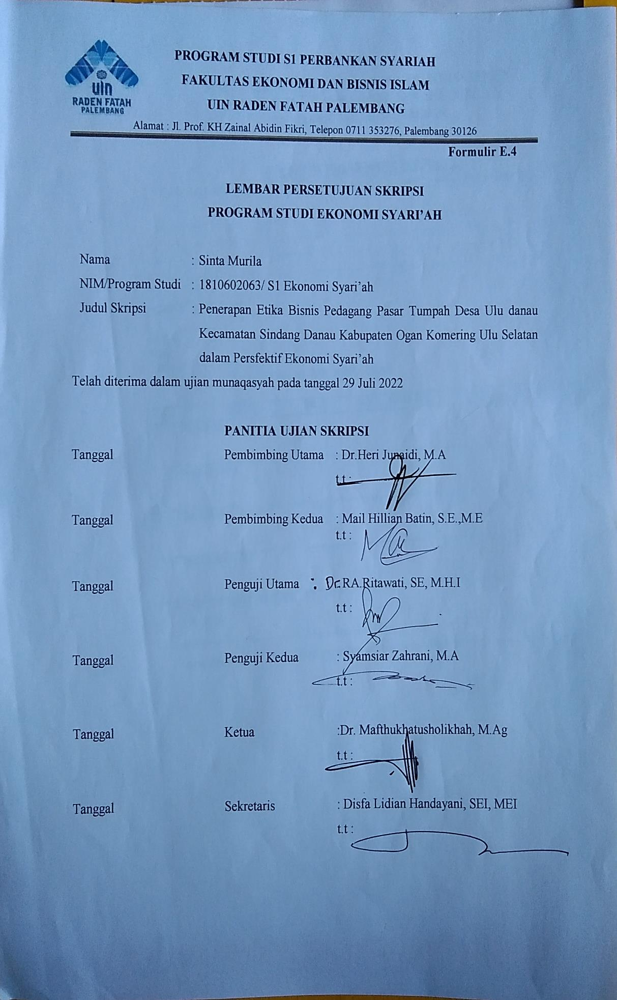 uin
RADEN FATAH
PALEMBANG
PROGRAM STUDI S1 PERBANKAN SYARIAH
FAKULTAS EKONOMI DAN BISNIS ISLAM
UIN RADEN FATAH PALEMBANG
Alamat : Jl. Prof. KH Zainal Abidin Fikri, Telepon 0711 353276, Palembang 30126
Formulir E.4
LEMBAR PERSETUJUAN SKRIPSI
PROGRAM STUDI EKONOMI SYARI’AH
Nama : Sinta Murila
NIM/Program Studi : 1810602063/ S1 Ekonomi Syari’ah
Judul Skripsi : Penerapan Etika Bisnis Pedagang Pasar Tumpah Desa Ulu danau
Kecamatan Sindang Danau Kabupaten Ogan Komering Ulu Selatan
dalam Persfektif Ekonomi Syari’ah
Telah diterima dalam ujian munaqasyah pada tanggal 29 Juli 2022
PANITIA UJIAN SKRIPSI
Tanggal Pembimbing Utama : Dr.Heri Junaidi, M.A
t.t :
Tanggal Pembimbing Kedua : Mail Hillian Batin, S.E.,M.E
t.t :
Tanggal Penguji Utama : Dr.RA.Ritawati, SE, M.H.I
t.t :
Tanggal Penguji Kedua : Syamsiar Zahrani, M.A
t.t :
Tanggal Ketua :Dr. Mafthukhatusholikhah, M.Ag
t.t :
Tanggal Sekretaris : Disfa Lidian Handayani, SEI, MEI
t.t :